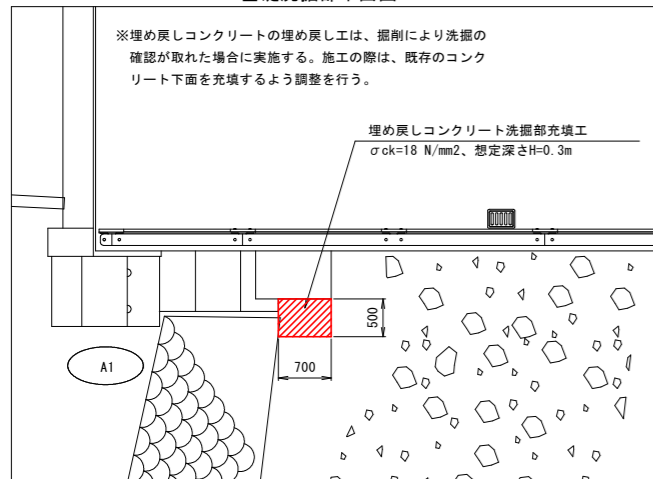 ※埋め戻しコンクリートの埋め戻し工は、掘削により洗掘の
確認が取れた場合に実施する。施工の際は、既存のコンク
リート下面を充填するよう調整を行う。
埋め戻しコンクリート洗掘部充填工
σck=18 N/mm2、想定深さH=0.3m
500
700
A1